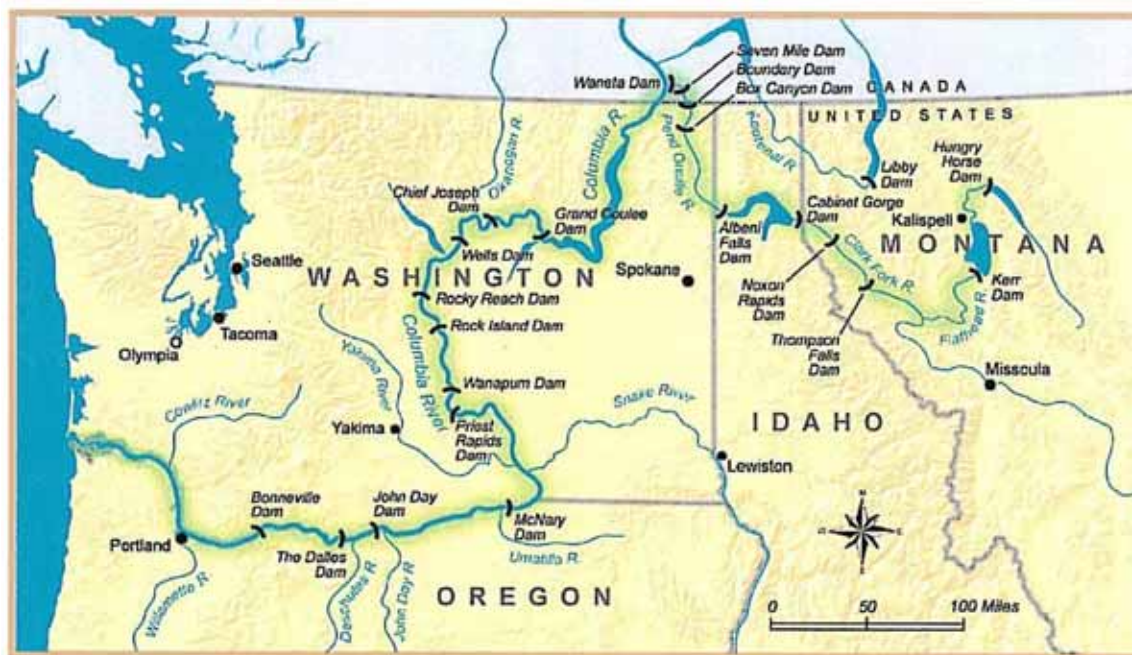 Seven Mile Dam
Boundary Dam
Box Canyon Dam
Waneta Dam
CANADA
UNITED STATES
Okanogan R.
Columbia R.
Pend Oreille R.
Kootenai R.
Libby
Dam
Hungry
Horse
Dam
Chief Joseph
Dam
Grand Coulee
Dam
Wells Dam
Albeni
Falls
Dam
Cabinet Gorge
Dam
Kalispell
MONTANA
Seattle
WASHINGTON
Spokane
Noxon
Rapids
Dam
Clark Fork R.
Kerr
Dam
Flathead R.
Rocky Reach Dam
Rock Island Dam
Tacoma
Olympia
Thompson
Falls
Dam
Missoula
Yakima River
Columbia River
Wanapum Dam
Priest
Rapids
Dam
Snake River
Cowlitz River
Yakima
IDAHO
Lewiston
Bonneville
Dam
John Day
Dam
McNary
Dam
Portland
The Dalles
Dam
Umatilla R.
Willamette R.
Deschutes R.
John Day R.
OREGON
0 50 100 Miles